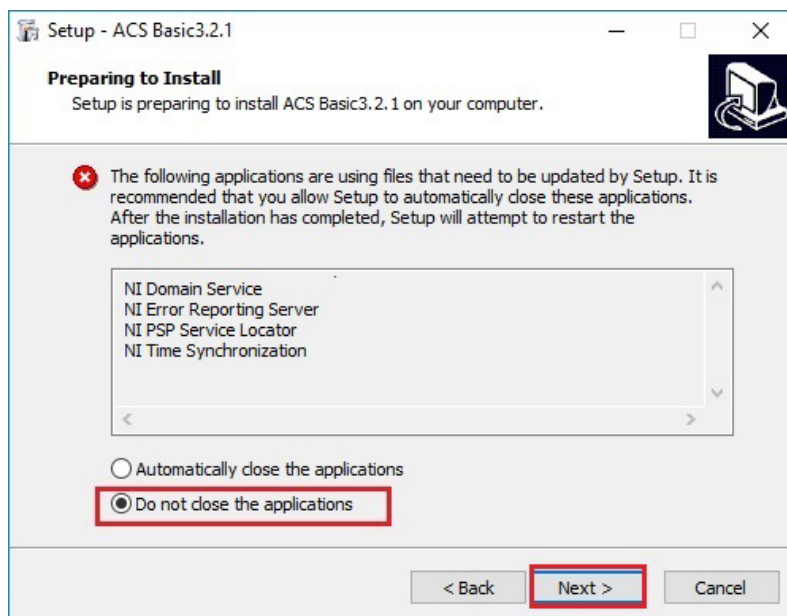 Setup - ACS Basic3.2.1
Preparing to Install
Setup is preparing to install ACS Basic3.2.1 on your computer.
The following applications are using files that need to be updated by Setup. It is
recommended that you allow Setup to automatically close these applications.
After the installation has completed, Setup will attempt to restart the
applications.
NI Domain Service
NI Error Reporting Server
NI PSP Service Locator
NI Time Synchronization
Automatically close the applications
Do not close the applications
< Back Next > Cancel